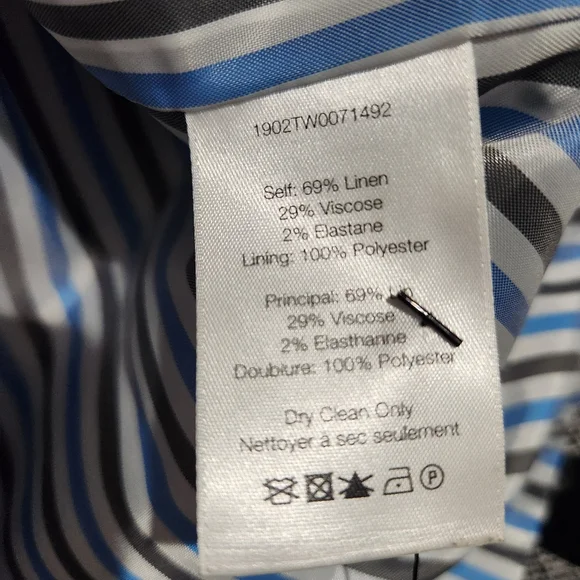 1902TW0071492
Self: 69% Linen
29% Viscose
2% Elastane
Lining: 100% Polyester
Principal: 69%
29% Viscose
2% Elasthanne
Doublure: 100% Polyester
Dry Clean Only
Nettoyer à sec seulement
P